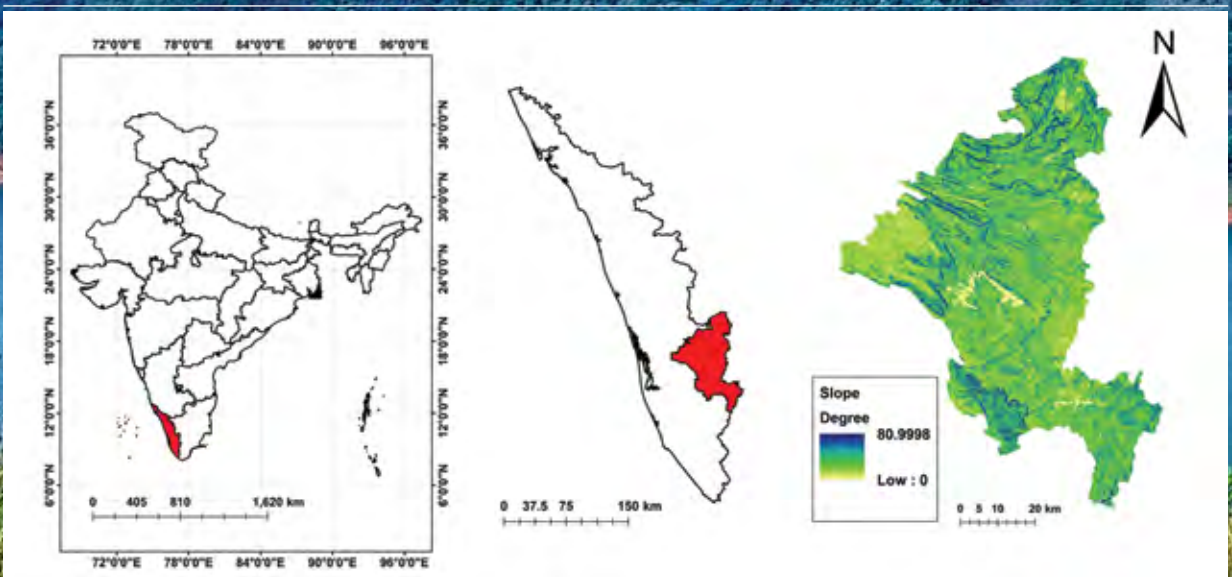 72°0'0"E 78°0'0"E 84°0'0"E 90°0'0"E 96°0'0"E
36°0'0"N
30°0'0"N
24°0'0"N
18°0'0"N
12°0'0"N
6°0'0"N
36°0'0"N
30°0'0"N
24°0'0"N
18°0'0"N
12°0'0"N
6°0'0"N
0 405 810 1,620 km
72°0'0"E 78°0'0"E 84°0'0"E 90°0'0"E 96°0'0"E
0 37.5 75 150 km
N
Slope
Degree
80.9998
Low : 0
0 5 10 20 km